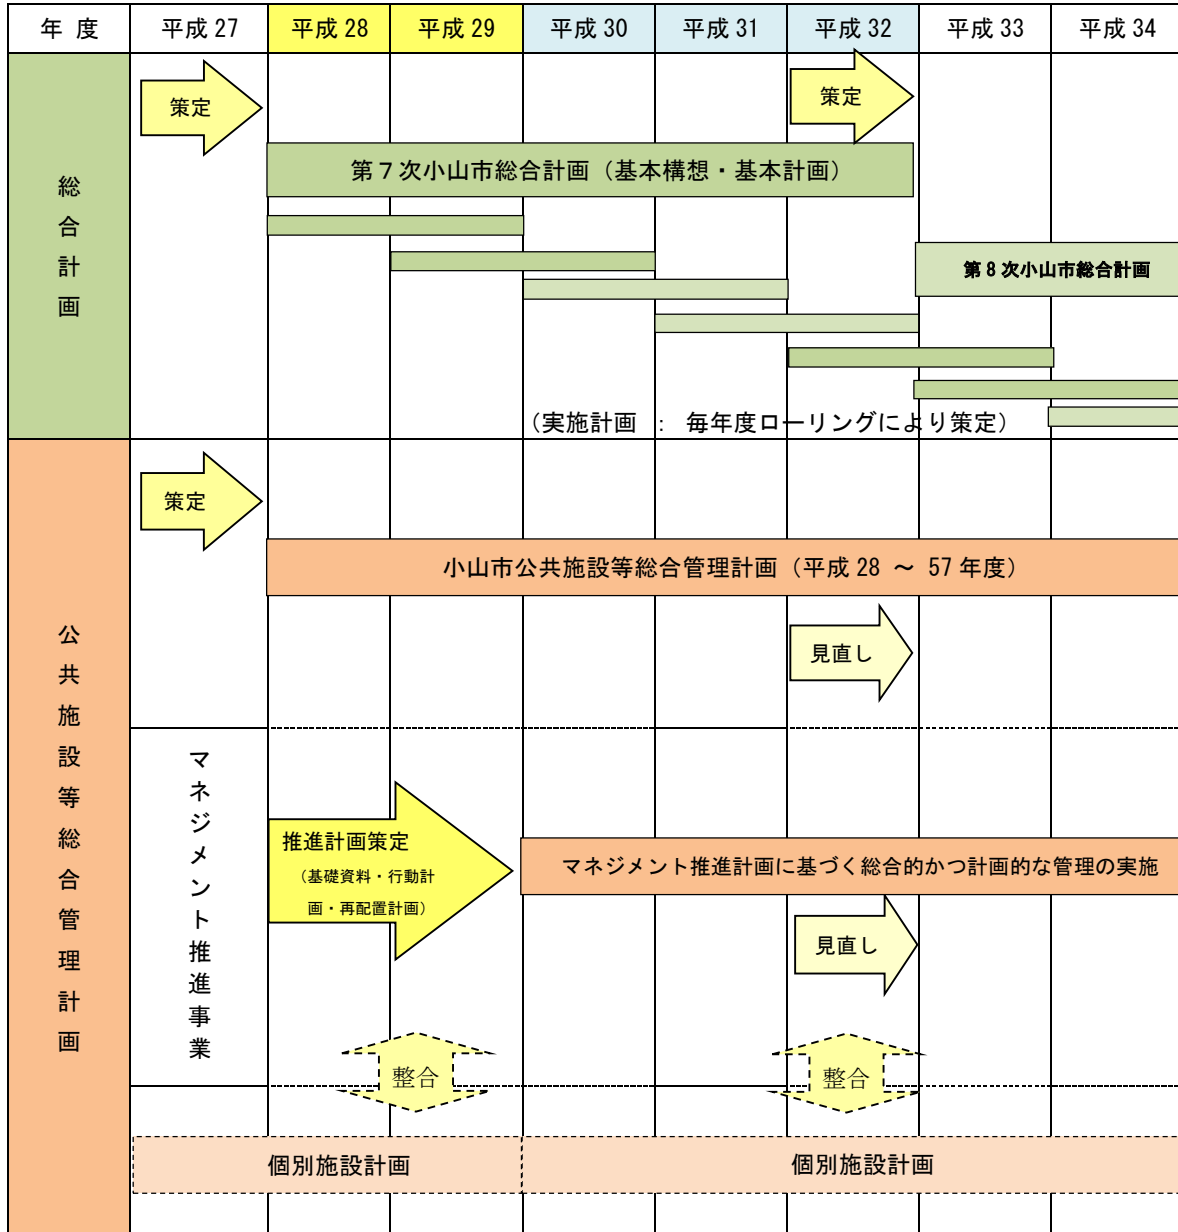 年 度 平成 27 平成 28 平成 29 平成 30 平成 31 平成 32 平成 33 平成 34
総合計画
策定
策定
第７次小山市総合計画（基本構想・基本計画）
第 8 次小山市総合計画
（実施計画 ： 毎年度ローリングにより策定）
公共施設等総合管理計画
策定
小山市公共施設等総合管理計画（平成 28 ～ 57 年度）
見直し
マネジメント推進事業
推進計画策定
（基礎資料・行動計
画・再配置計画）
マネジメント推進計画に基づく総合的かつ計画的な管理の実施
見直し
整合
整合
個別施設計画
個別施設計画